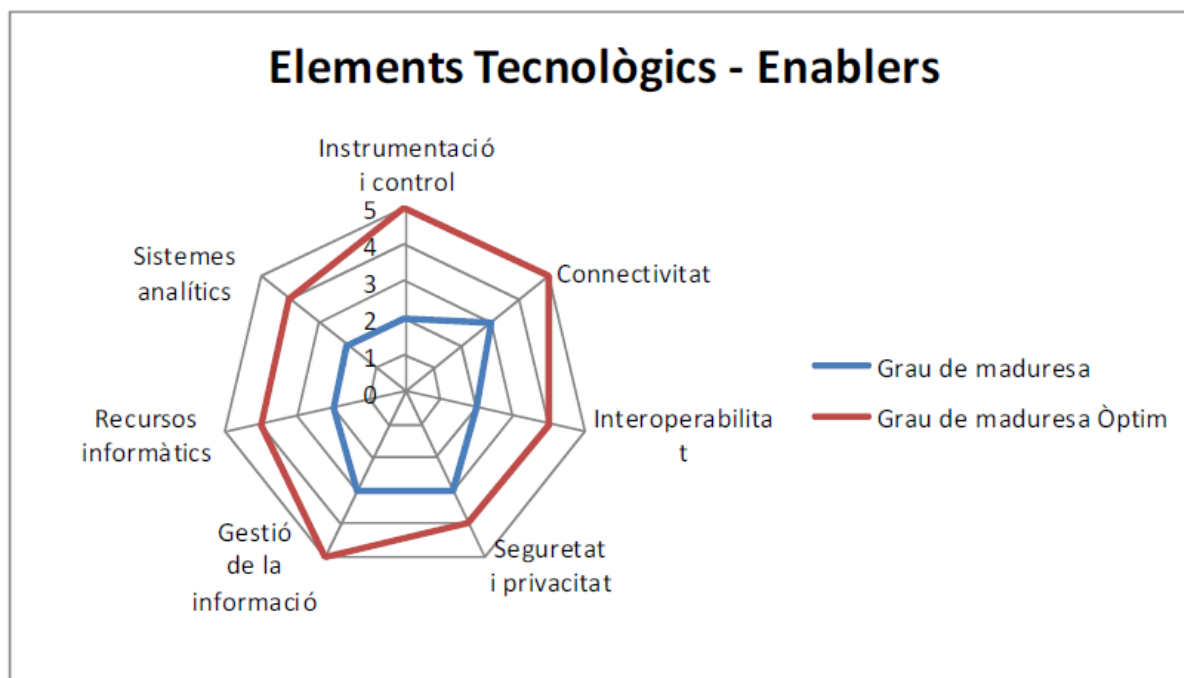 Elements Tecnològics - Enablers
Instrumentació
i control
5
4
3
2
1
0
Connectivitat
Interoperabilita
t
Seguretat
i privacitat
Gestió
de la
informació
Recursos
informàtics
Sistemes
analítics
Grau de maduresa
Grau de maduresa Òptim